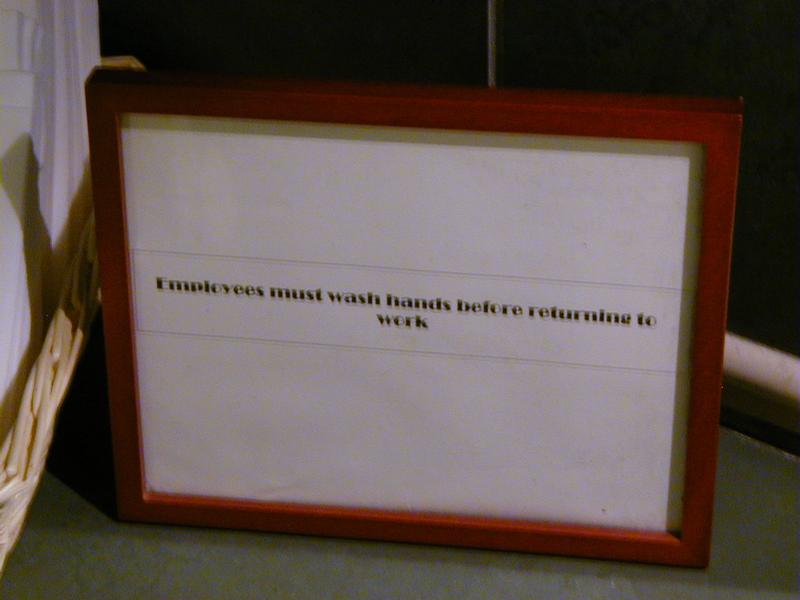 Employees must wash hands before returning to
work